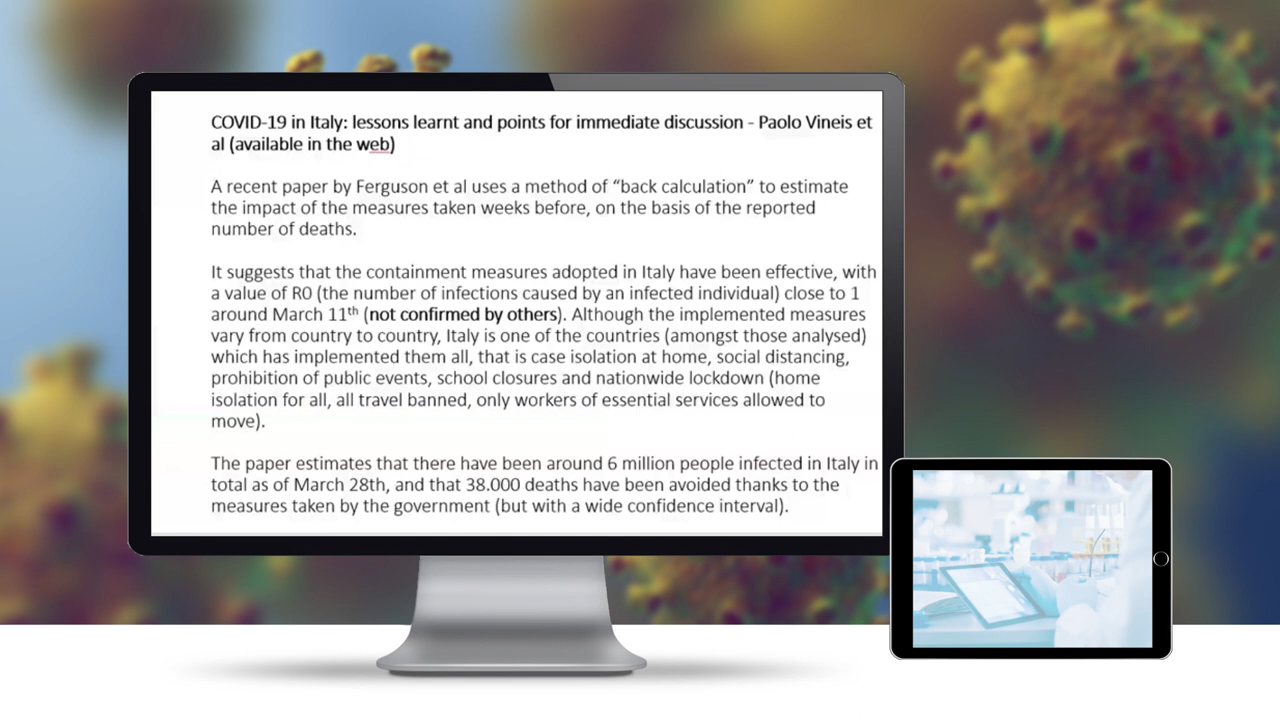 COVID-19 in Italy: lessons learnt and points for immediate discussion - Paolo Vineis et
al (available in the web)
A recent paper by Ferguson et al uses a method of “back calculation” to estimate
the impact of the measures taken weeks before, on the basis of the reported
number of deaths.
It suggests that the containment measures adopted in Italy have been effective, with
a value of R0 (the number of infections caused by an infected individual) close to 1
around March 11th (not confirmed by others). Although the implemented measures
vary from country to country, Italy is one of the countries (amongst those analysed)
which has implemented them all, that is case isolation at home, social distancing,
prohibition of public events, school closures and nationwide lockdown (home
isolation for all, all travel banned, only workers of essential services allowed to
move).
The paper estimates that there have been around 6 million people infected in Italy in
total as of March 28th, and that 38.000 deaths have been avoided thanks to the
measures taken by the government (but with a wide confidence interval).